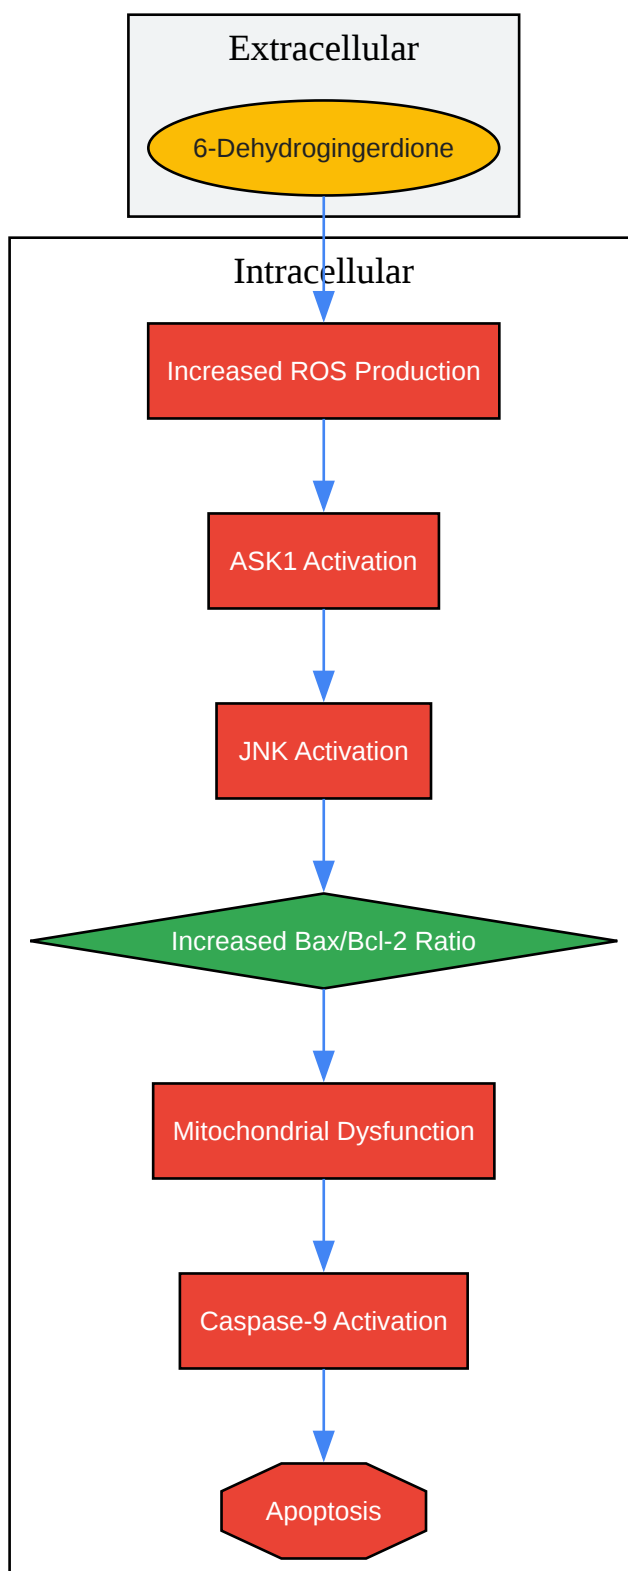 Extracellular
6-Dehydrogingerdione
Intracellular
Increased ROS Production
ASK1 Activation
JNK Activation
Increased Bax/Bcl-2 Ratio
Mitochondrial Dysfunction
Caspase-9 Activation
Apoptosis